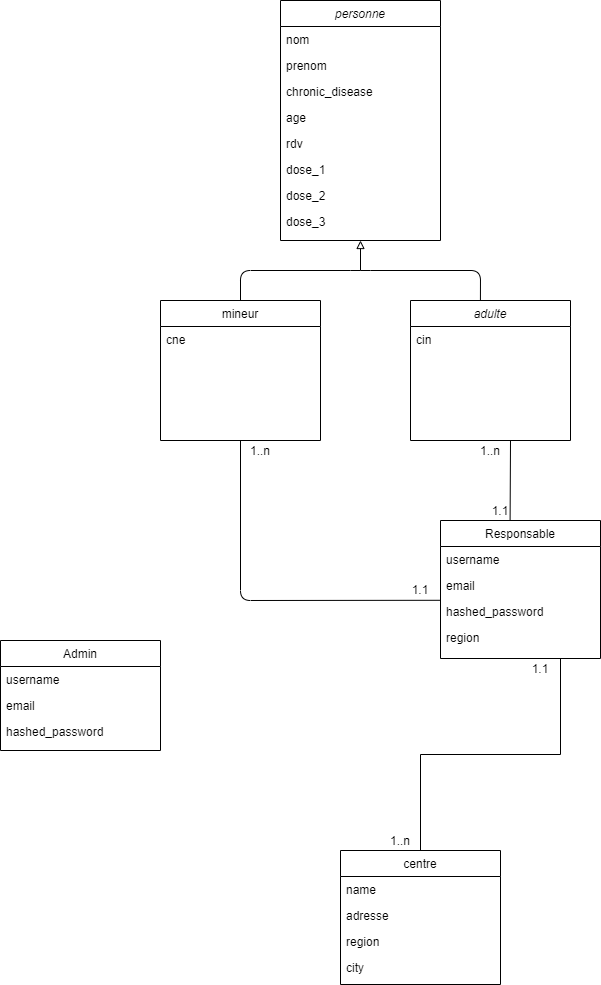 personne
nom
prenom
chronic_disease
age
rdv
dose_1
dose_2
dose_3
mineur
cne
adulte
cin
1..n
1..n
1.1
Responsable
username
email
hashed_password
region
1.1
1.1
Admin
username
email
hashed_password
1..n
centre
name
adresse
region
city